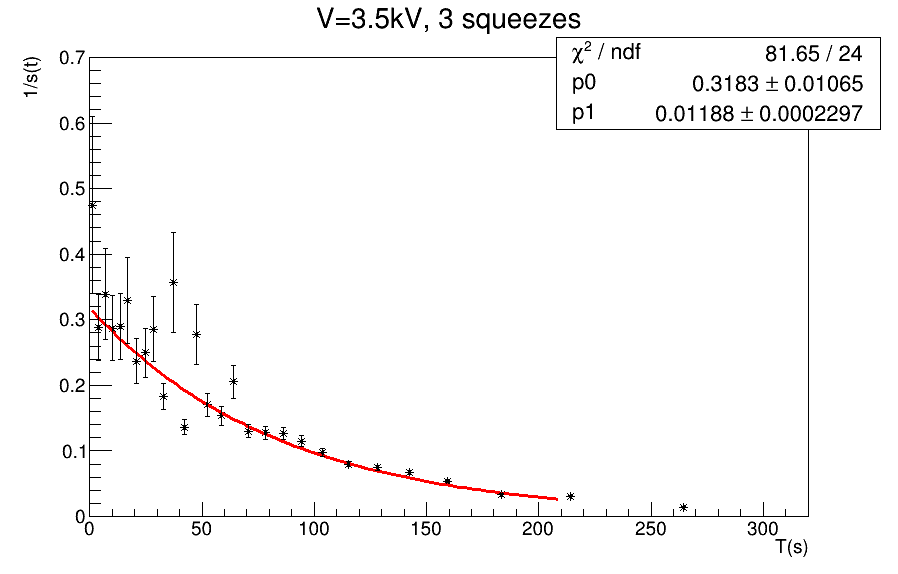 V=3.5kV, 3 squeezes
χ² / ndf 81.65 / 24
p0 0.3183 ± 0.01065
p1 0.01188 ± 0.0002297
1/s(t)
0.7
0.6
0.5
0.4
0.3
0.2
0.1
0
0 50 100 150 200 250 300
T(s)